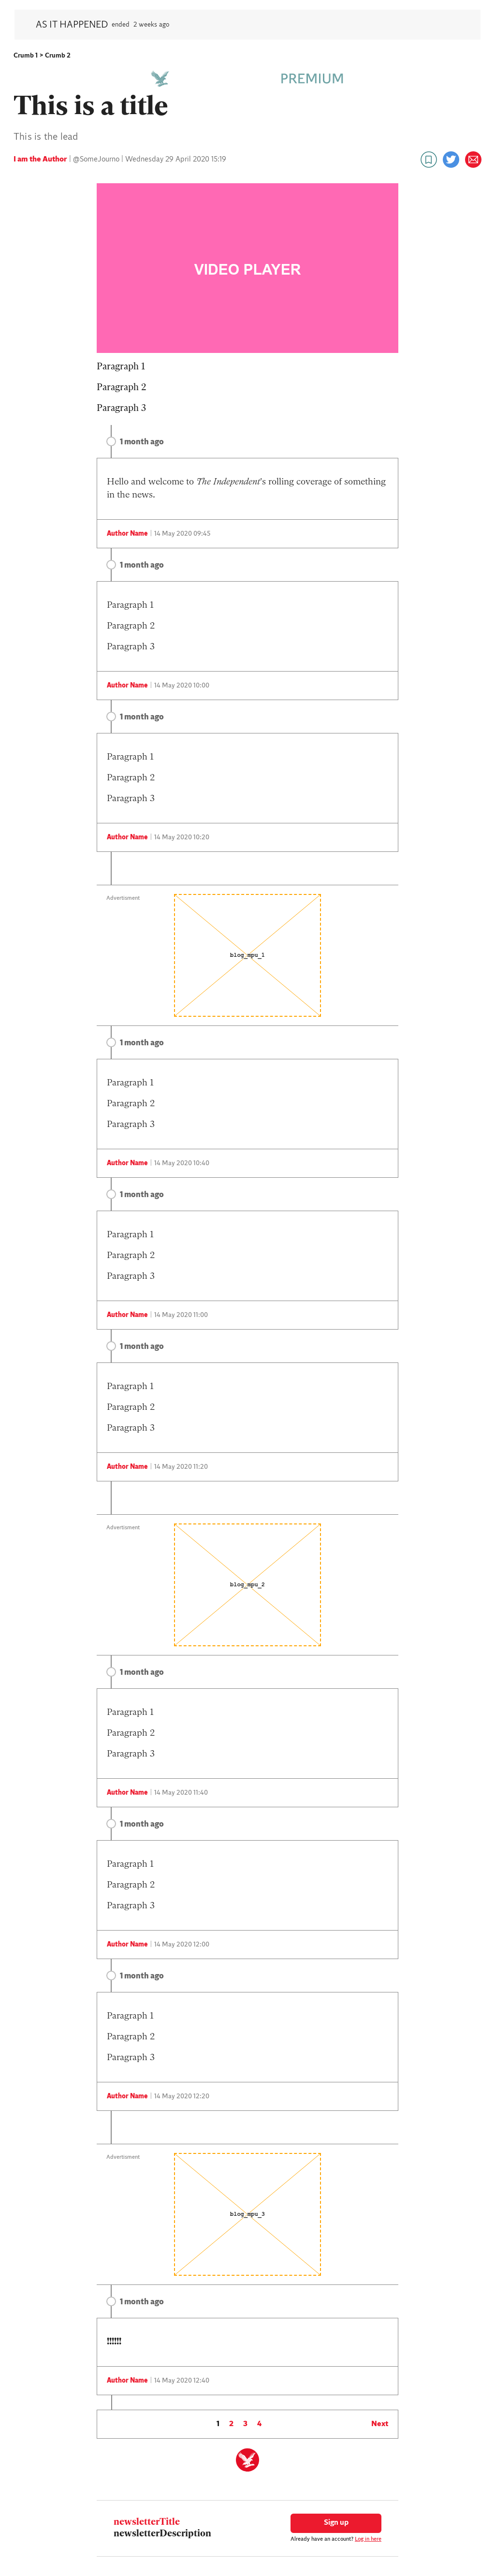 AS IT HAPPENED ended 2 weeks ago
Crumb 1 > Crumb 2
PREMIUM
This is a title
This is the lead
I am the Author | @SomeJourno | Wednesday 29 April 2020 15:19
VIDEO PLAYER
Paragraph 1
Paragraph 2
Paragraph 3
1 month ago
Hello and welcome to The Independent's rolling coverage of something
in the news.
Author Name | 14 May 2020 09:45
1 month ago
Paragraph 1
Paragraph 2
Paragraph 3
Author Name | 14 May 2020 10:00
1 month ago
Paragraph 1
Paragraph 2
Paragraph 3
Author Name | 14 May 2020 10:20
Advertisment
blog_mpu_1
1 month ago
Paragraph 1
Paragraph 2
Paragraph 3
Author Name | 14 May 2020 10:40
1 month ago
Paragraph 1
Paragraph 2
Paragraph 3
Author Name | 14 May 2020 11:00
1 month ago
Paragraph 1
Paragraph 2
Paragraph 3
Author Name | 14 May 2020 11:20
Advertisment
blog_mpu_2
1 month ago
Paragraph 1
Paragraph 2
Paragraph 3
Author Name | 14 May 2020 11:40
1 month ago
Paragraph 1
Paragraph 2
Paragraph 3
Author Name | 14 May 2020 12:00
1 month ago
Paragraph 1
Paragraph 2
Paragraph 3
Author Name | 14 May 2020 12:20
Advertisment
blog_mpu_3
1 month ago
!!!!!!!
Author Name | 14 May 2020 12:40
1 2 3 4 Next
newsletterTitle
newsletterDescription
Sign up
Already have an account? Log in here